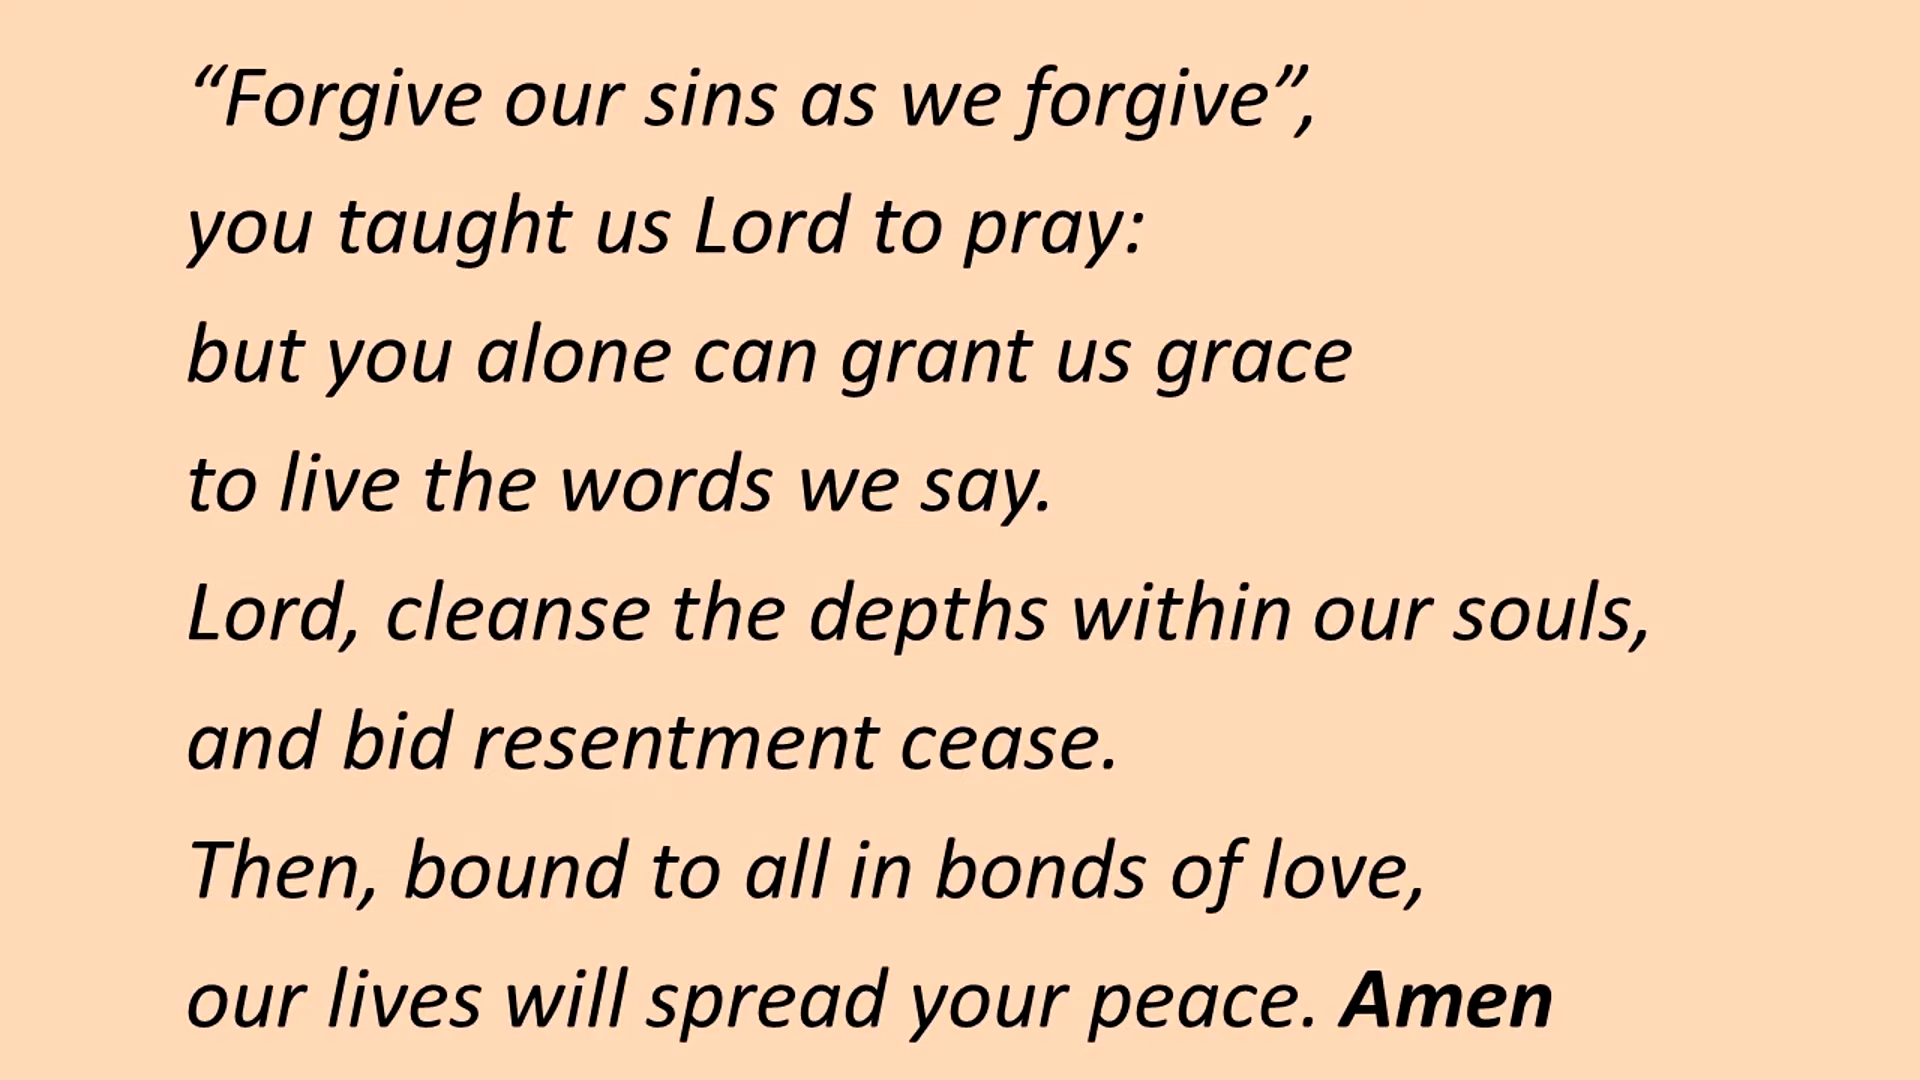 “Forgive our sins as we forgive”,
you taught us Lord to pray:
but you alone can grant us grace
to live the words we say.
Lord, cleanse the depths within our souls,
and bid resentment cease.
Then, bound to all in bonds of love,
our lives will spread your peace. Amen